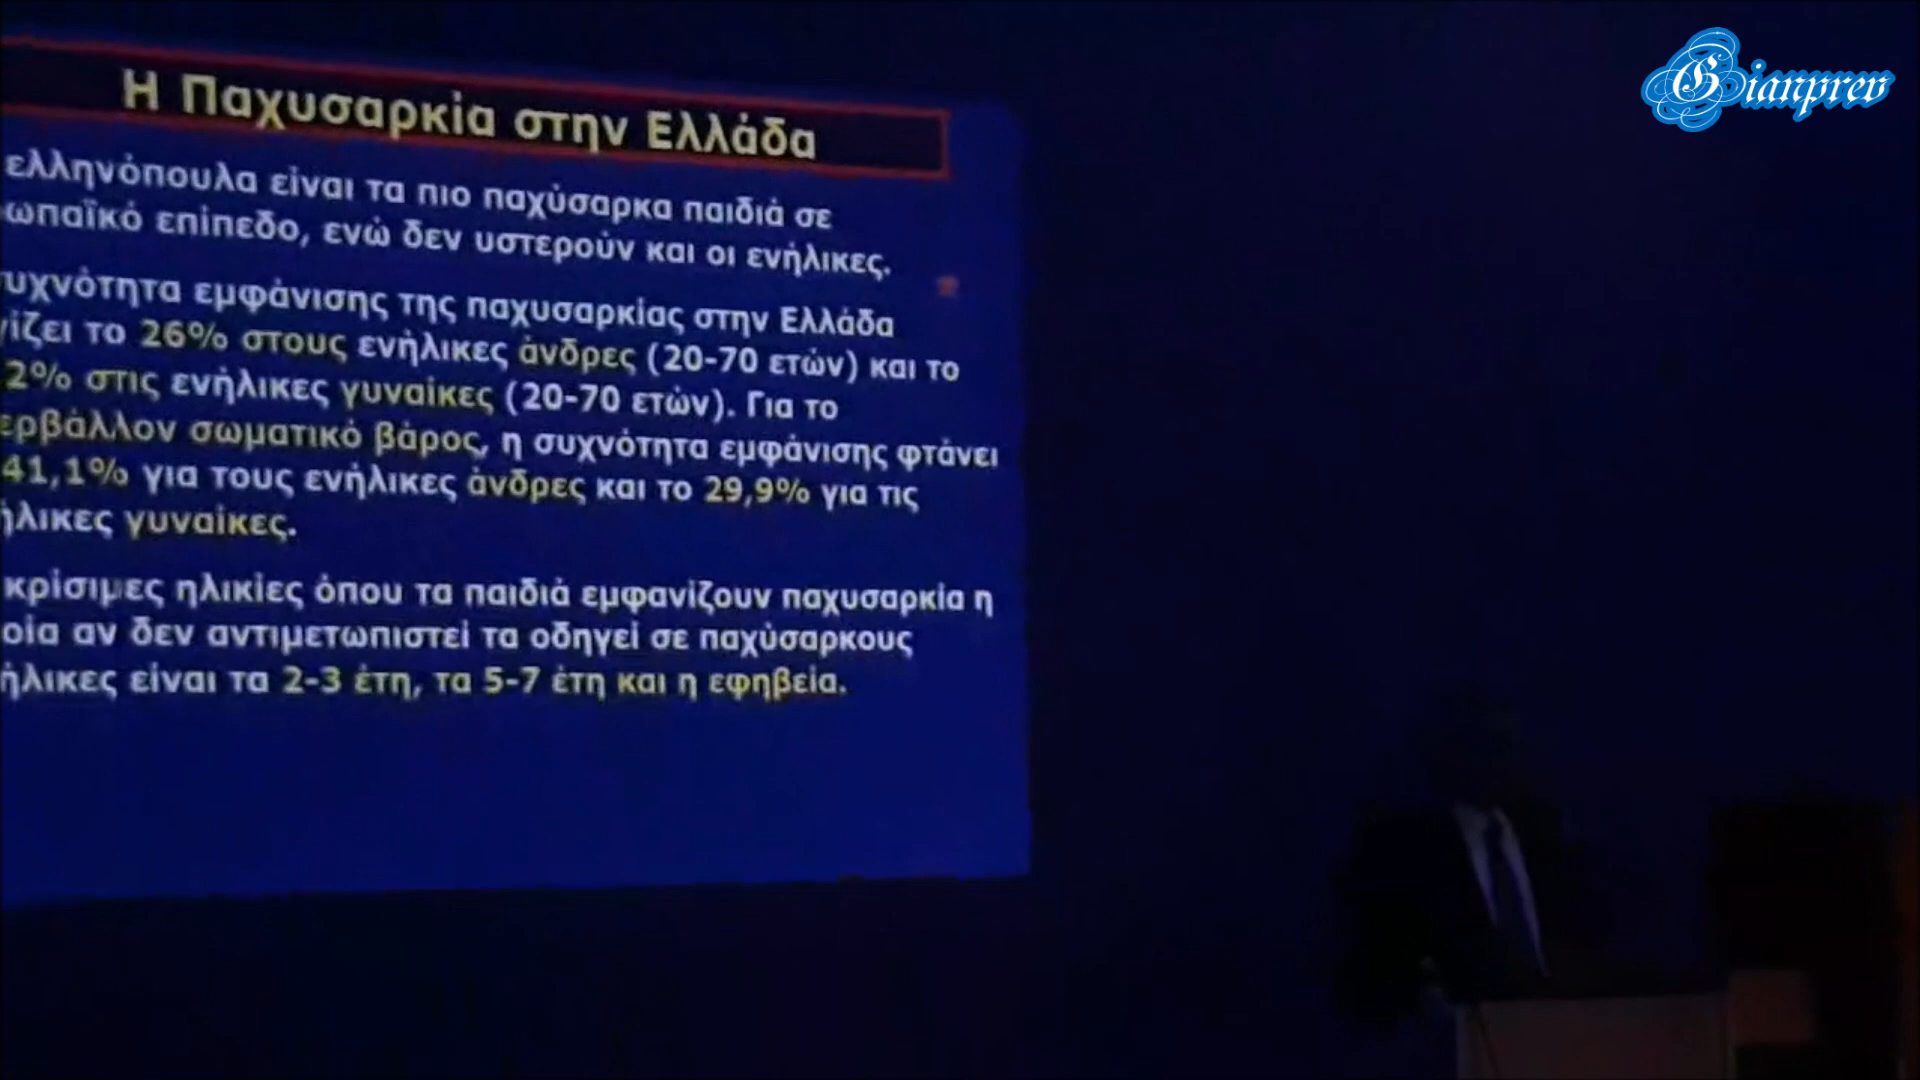 Η Παχυσαρκία στην Ελλάδα
ελληνόπουλα είναι τα πιο παχύσαρκα παιδιά σε
ωπαϊκό επίπεδο, ενώ δεν υστερούν και οι ενήλικες.
υχνότητα εμφάνισης της παχυσαρκίας στην Ελλάδα
γίζει το 26% στους ενήλικες άνδρες (20-70 ετών) και το
2% στις ενήλικες γυναίκες (20-70 ετών). Για το
ερβάλλον σωματικό βάρος, η συχνότητα εμφάνισης φτάνει
41,1% για τους ενήλικες άνδρες και το 29,9% για τις
ήλικες γυναίκες.
κρίσιμες ηλικίες όπου τα παιδιά εμφανίζουν παχυσαρκία η
οία αν δεν αντιμετωπιστεί τα οδηγεί σε παχύσαρκους
ήλικες είναι τα 2-3 έτη, τα 5-7 έτη και η εφηβεία.
Gianprev